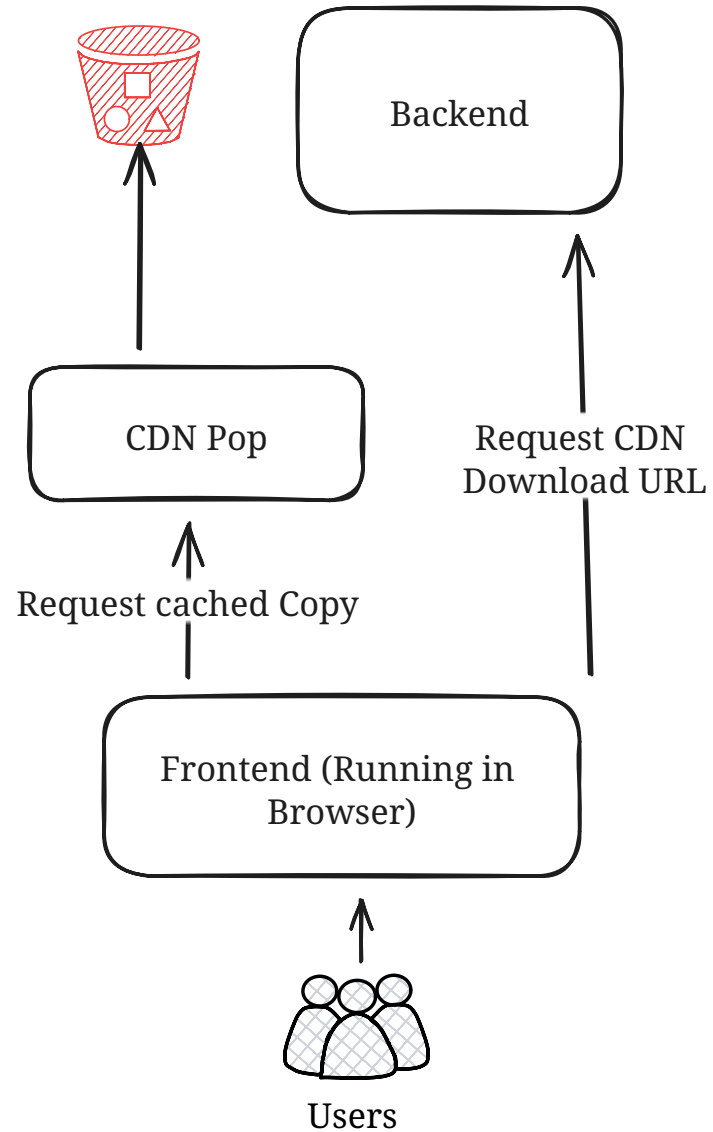 Backend
CDN Pop
Request CDN
Download URL
Request cached Copy
Frontend (Running in
Browser)
Users